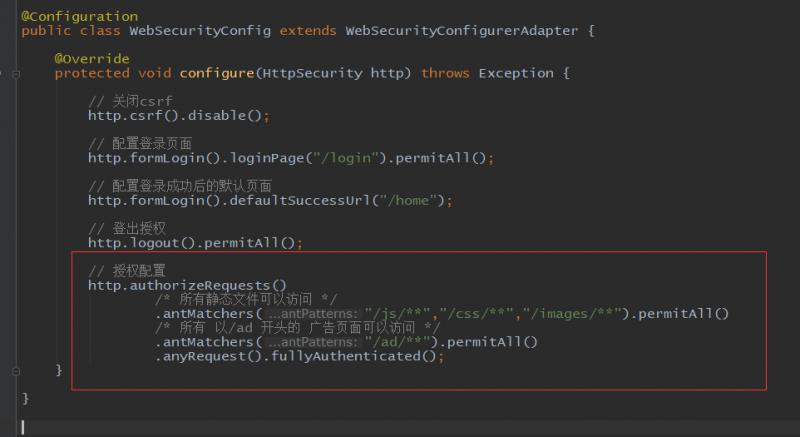 @Configuration
public class WebSecurityConfig extends WebSecurityConfigurerAdapter {
@Override
protected void configure(HttpSecurity http) throws Exception {
// 关闭csrf
http.csrf().disable();
// 配置登录页面
http.formLogin().loginPage("/login").permitAll();
// 配置登录成功后的默认页面
http.formLogin().defaultSuccessUrl("/home");
// 登出授权
http.logout().permitAll();
// 授权配置
http.authorizeRequests()
/* 所有静态文件可以访问 */
.antMatchers( ...antPatterns: "/js/**","/css/**","/images/**").permitAll()
/* 所有 以/ad 开头的 广告页面可以访问 */
.antMatchers( ...antPatterns: "/ad/**").permitAll()
.anyRequest().fullyAuthenticated();
}
}